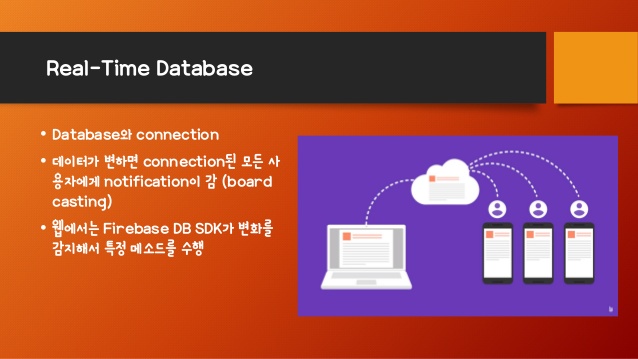 Real-Time Database
• Database와 connection
• 데이터가 변하면 connection된 모든 사
용자에게 notification이 감 (board
casting)
• 웹에서는 Firebase DB SDK가 변화를
감지해서 특정 메소드를 수행